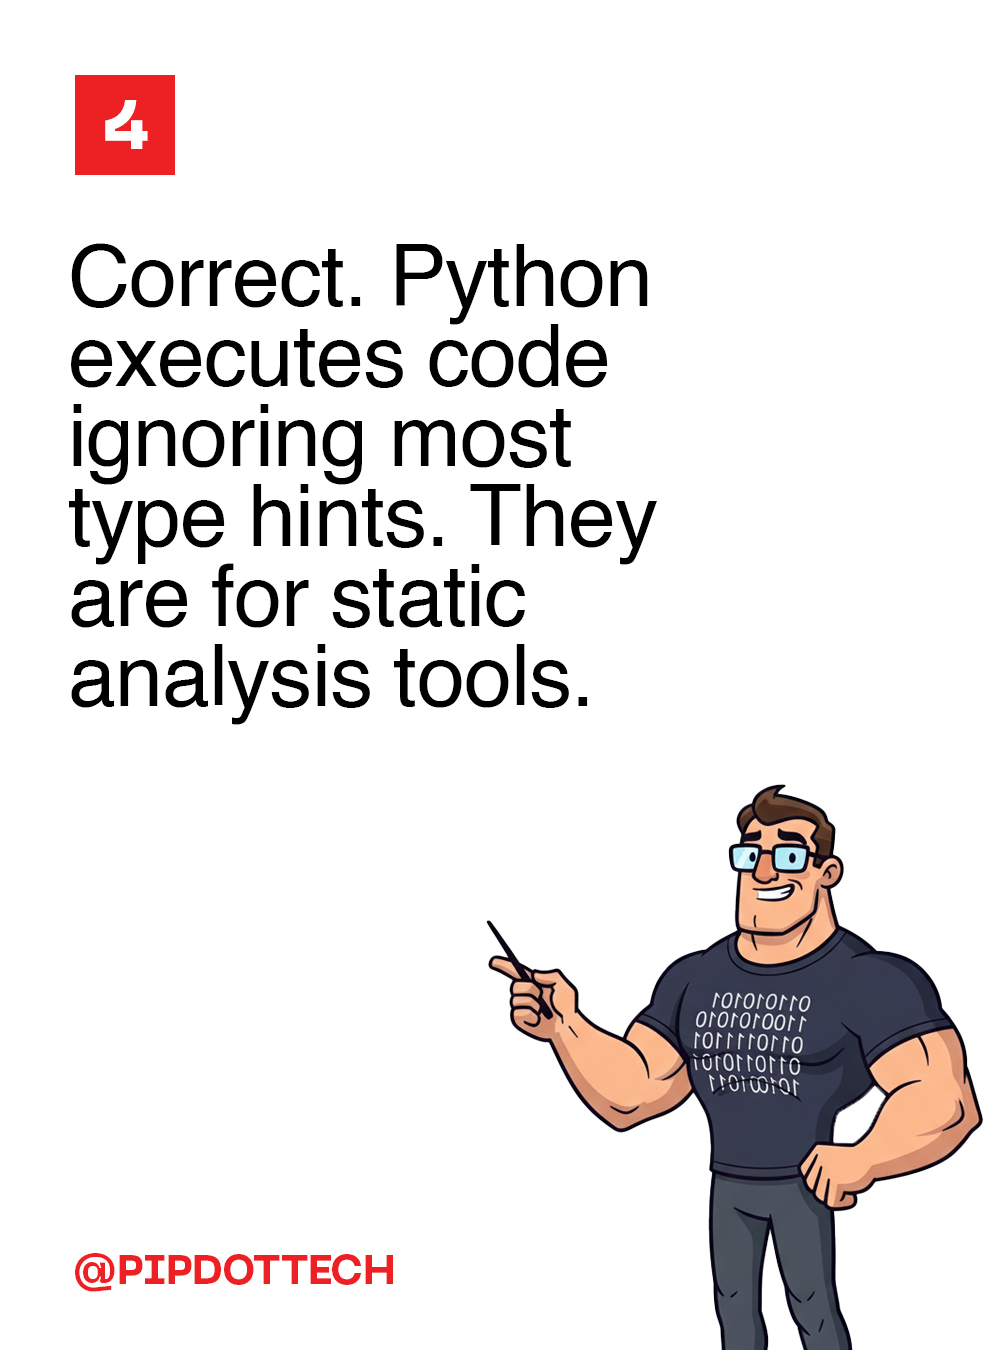 4
Correct. Python
executes code
ignoring most
type hints. They
are for static
analysis tools.
@PIPDOTTECH